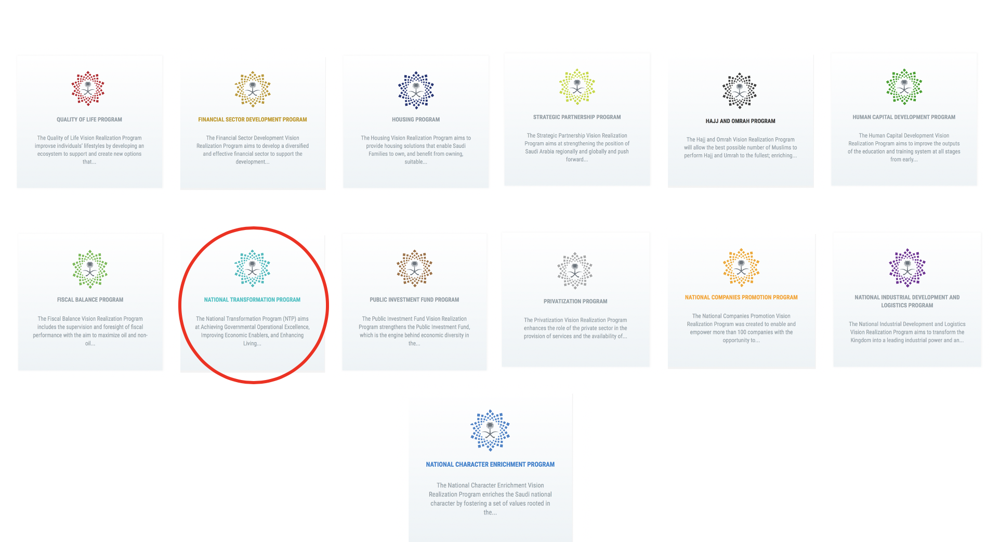 QUALITY OF LIFE PROGRAM
The Quality of Life Vision Realization Program
improvse individuals' lifestyles by developing an
ecosystem to support and create new options
that...
FINANCIAL SECTOR DEVELOPMENT PROGRAM
The Financial Sector Development Vision
Realization Program aims to develop a diversified
and effective financial sector to support the
development...
HOUSING PROGRAM
The Housing Vision Realization Program aims to
provide housing solutions that enable Saudi
Families to own, and benefit from owning,
suitable...
STRATEGIC PARTNERSHIP PROGRAM
The Strategic Partnership Vision Realization
Program aims at strengthening the position of
Saudi Arabia regionally and globally and push
forward...
HAJJ AND OMRAH PROGRAM
The Hajj and Omrah Vision Realization Program
will allow the best possible number of Muslims to
perform Hajj and Umrah to the fullest; enriching...
HUMAN CAPITAL DEVELOPMENT PROGRAM
The Human Capital Development Vision
Realization Program aims to improve the outputs
of the education and training system at all stages
from early...
FISCAL BALANCE PROGRAM
The Fiscal Balance Vision Realization Program
includes the supervision and foresight of fiscal
performance with the aim to maximize oil and non-
oil...
NATIONAL TRANSFORMATION PROGRAM
The National Transformation Program (NTP) aims
at Achieving Governmental Operational Excellence,
Improving Economic Enablers, and Enhancing
Living...
PUBLIC INVESTMENT FUND PROGRAM
The Public Investment Fund Vision Realization
Program strengthens the Public Investment Fund,
which is the engine behind economic diversity in
the...
PRIVATIZATION PROGRAM
The Privatization Vision Realization Program
enhances the role of the private sector in the
provision of services and the availability of...
NATIONAL COMPANIES PROMOTION PROGRAM
The National Companies Promotion Vision
Realization Program was created to enable and
empower more than 100 companies with the
opportunity to...
NATIONAL INDUSTRIAL DEVELOPMENT AND
LOGISTICS PROGRAM
The National Industrial Development and Logistics
Vision Realization Program aims to transform the
Kingdom into a leading industrial power and an...
NATIONAL CHARACTER ENRICHMENT PROGRAM
The National Character Enrichment Vision
Realization Program enriches the Saudi national
character by fostering a set of values rooted in
the...